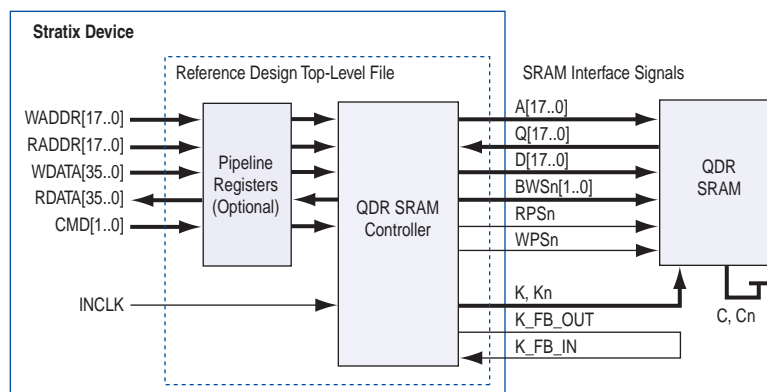 Stratix Device
Reference Design Top-Level File
SRAM Interface Signals
WADDR[17..0]
RADDR[17..0]
WDATA[35..0]
RDATA[35..0]
CMD[1..0]
INCLK
Pipeline
Registers
(Optional)
QDR SRAM
Controller
A[17..0]
Q[17..0]
D[17..0]
BWSn[1..0]
RPSn
WPSn
K, Kn
K_FB_OUT
K_FB_IN
QDR
SRAM
C, Cn